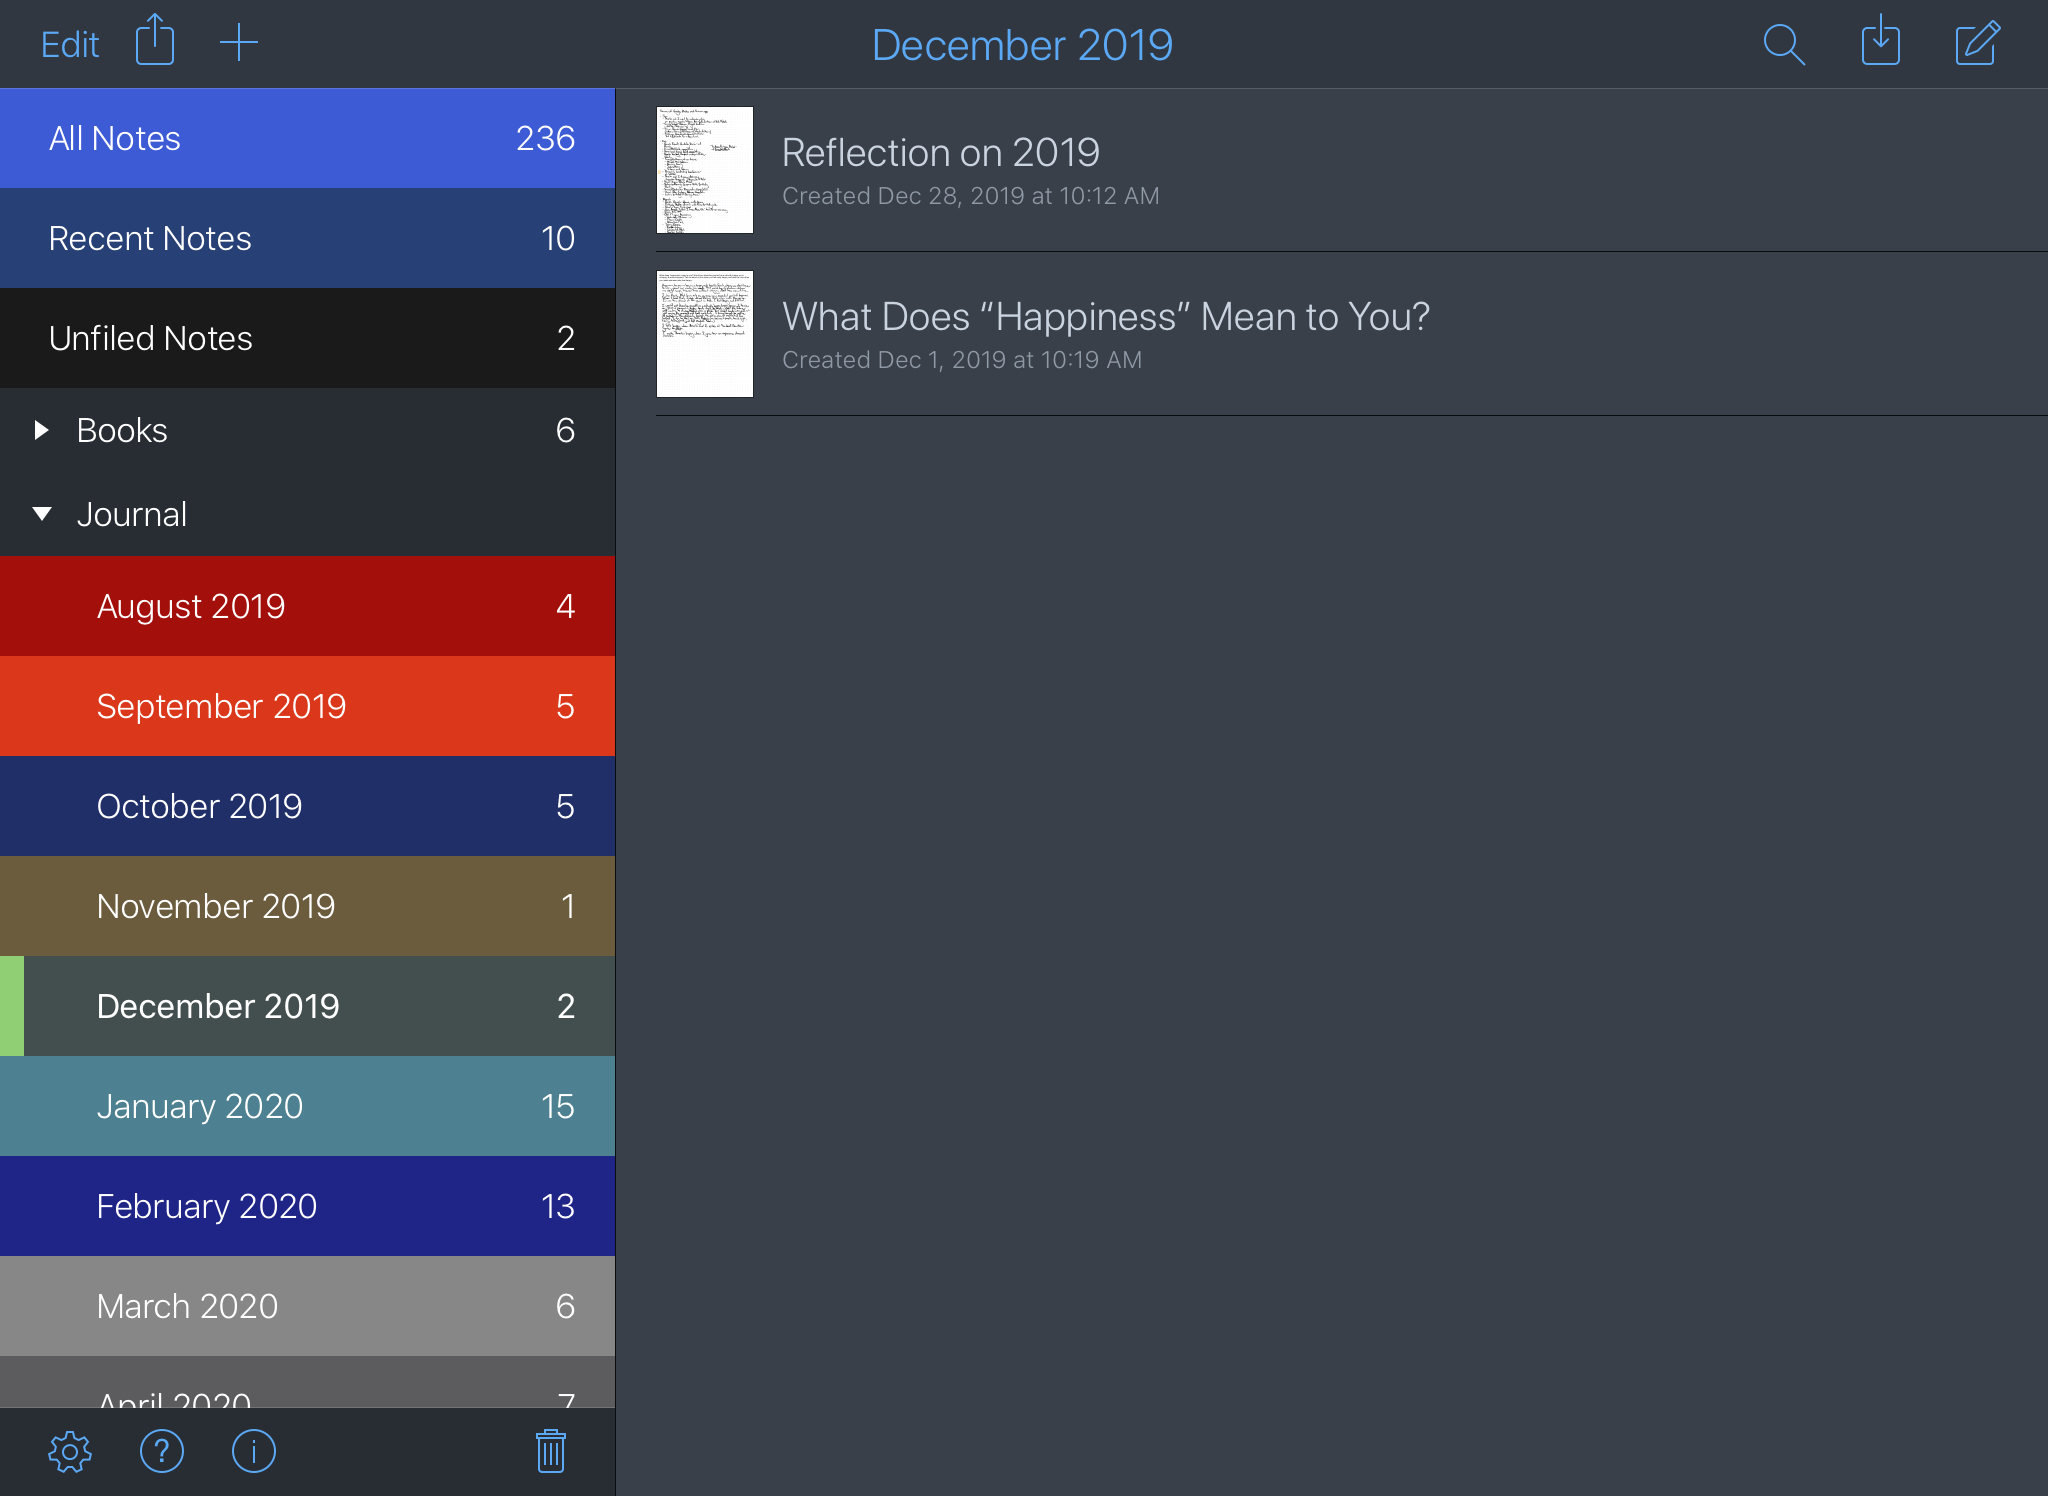 Edit
December 2019
All Notes 236
Recent Notes 10
Unfiled Notes 2
Books 6
Journal
August 2019 4
September 2019 5
October 2019 5
November 2019 1
December 2019 2
January 2020 15
February 2020 13
March 2020 6
April 2020 7
Reflection on 2019
Created Dec 28, 2019 at 10:12 AM
What Does “Happiness” Mean to You?
Created Dec 1, 2019 at 10:19 AM